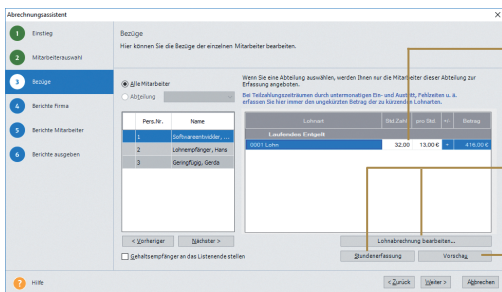 Abrechnungsassistent
1 Einstieg
2 Mitarbeiterauswahl
3 Bezüge
4 Berichte Firma
5 Berichte Mitarbeiter
6 Berichte ausgeben
Bezüge
Hier können Sie die Bezüge der einzelnen Mitarbeiter bearbeiten.
Alle Mitarbeiter
Abteilung
Wenn Sie eine Abteilung auswählen, werden Ihnen nur die Mitarbeiter dieser Abteilung zur
Erfassung angeboten.
Bei Teilzahlungszeiträumen durch untermonatigen Ein- und Austritt, Fehlzeiten u. ä.
erfassen Sie hier immer den ungekürzten Betrag der zu kürzenden Lohnarten.
Pers.Nr. Name
1 Softwareentwickler, ...
2 Lohnempfänger, Hans
3 Geringfügig, Gerda
Lohnart Std.Zahl pro Std +/- Betrag
Laufendes Entgelt
0001 Lohn 32,00 13,00 € + 416,00 €
< Vorheriger Nächster >
Gehaltsempfänger an das Listenende stellen
Lohnabrechnung bearbeiten...
Stundenerfassung Vorschau
? Hilfe
< Zurück Weiter > Abbrechen